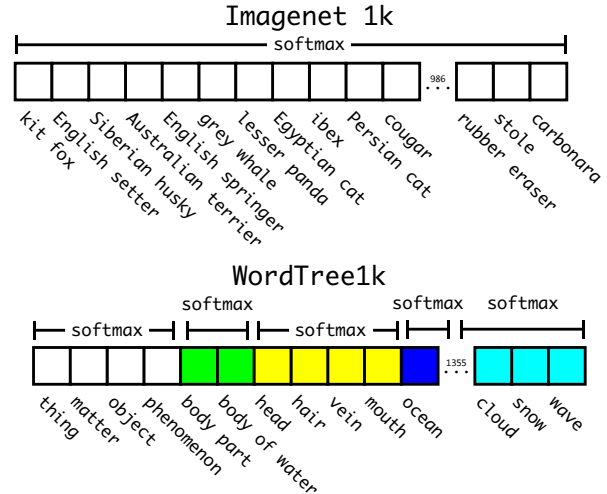 Imagenet 1k
softmax
986
kit fox
English setter
Siberian husky
Australian terrier
English springer
grey whale
lesser panda
Egyptian cat
ibex
Persian cat
cougar
rubber eraser
stole
carbonara
WordTree1k
softmax
softmax
softmax
softmax
softmax
1355
thing
matter
object
phenomenon
body part
body of water
head
hair
vein
mouth
ocean
cloud
snow
wave